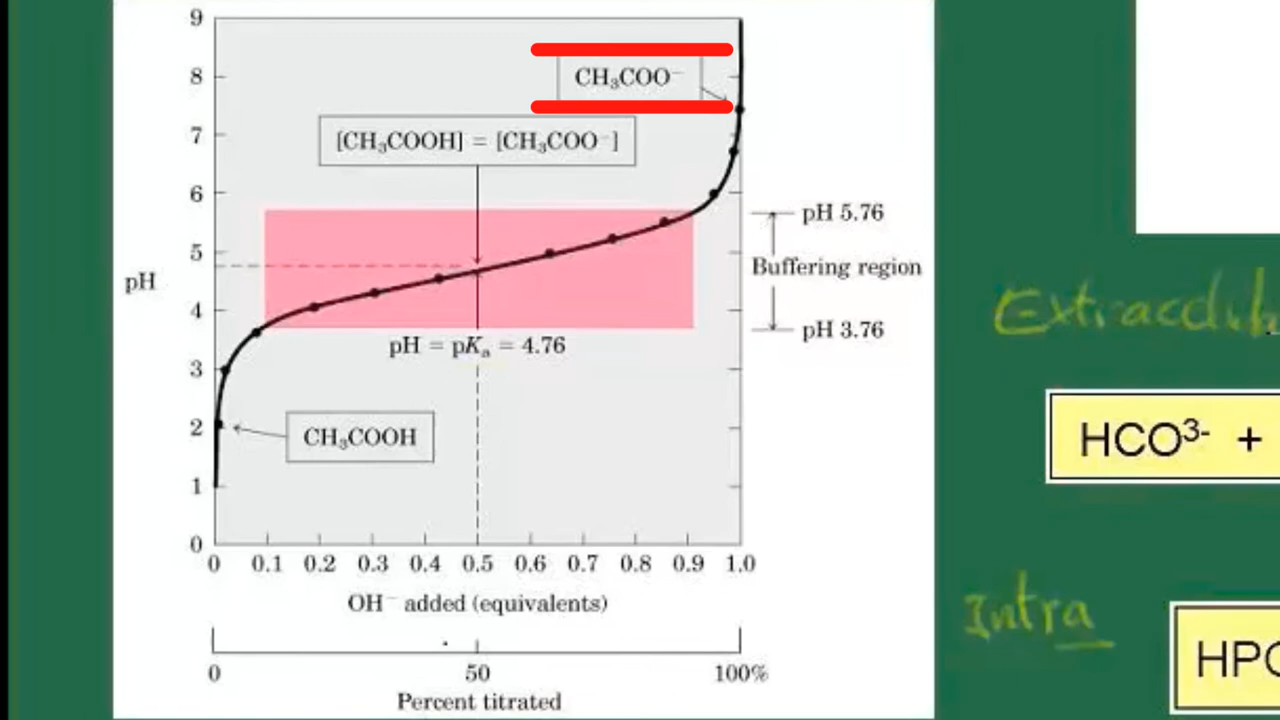 9
8
CH₃COO⁻
7
[CH₃COOH] = [CH₃COO⁻]
6
pH 5.76
5
Buffering region
pH
4
pH 3.76
pH = pKₐ = 4.76
3
2
CH₃COOH
1
0
0 0.1 0.2 0.3 0.4 0.5 0.6 0.7 0.8 0.9 1.0
OH⁻ added (equivalents)
0 50 100%
Percent titrated
HCO³⁻ +
Intra
HPO